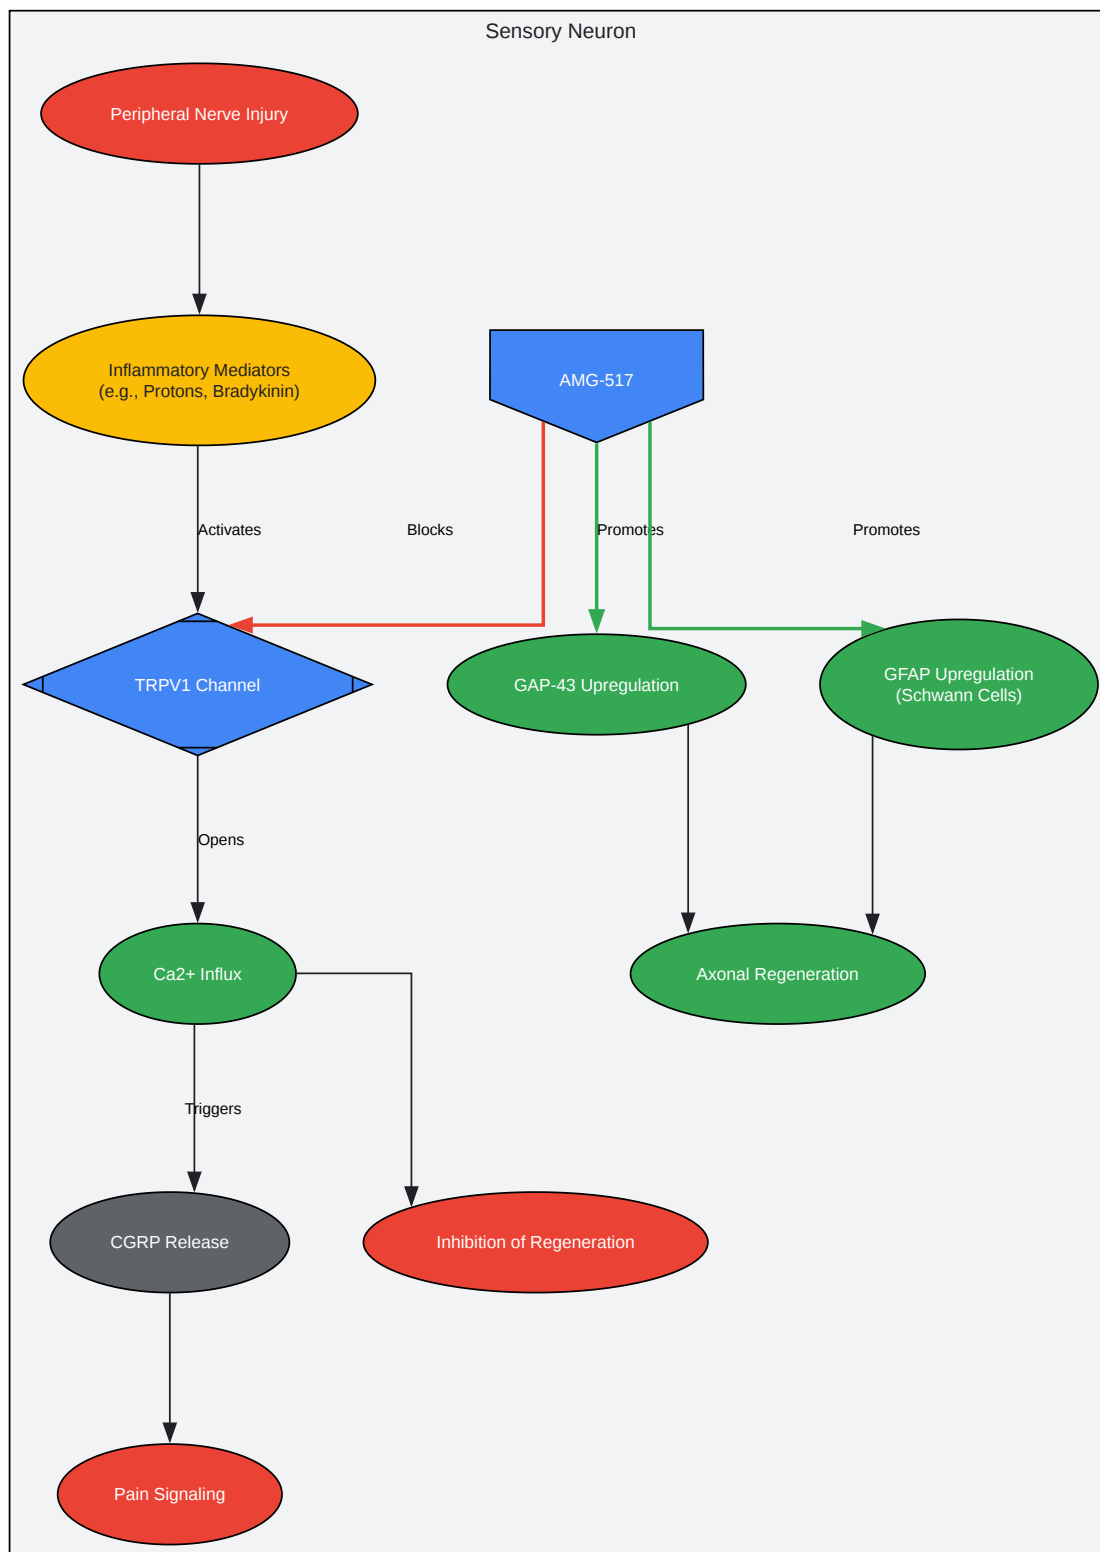 Sensory Neuron
Peripheral Nerve Injury
Inflammatory Mediators
(e.g., Protons, Bradykinin)
AMG-517
Activates
Blocks
Promotes
Promotes
TRPV1 Channel
GAP-43 Upregulation
GFAP Upregulation
(Schwann Cells)
Opens
Ca2+ Influx
Axonal Regeneration
Triggers
CGRP Release
Inhibition of Regeneration
Pain Signaling